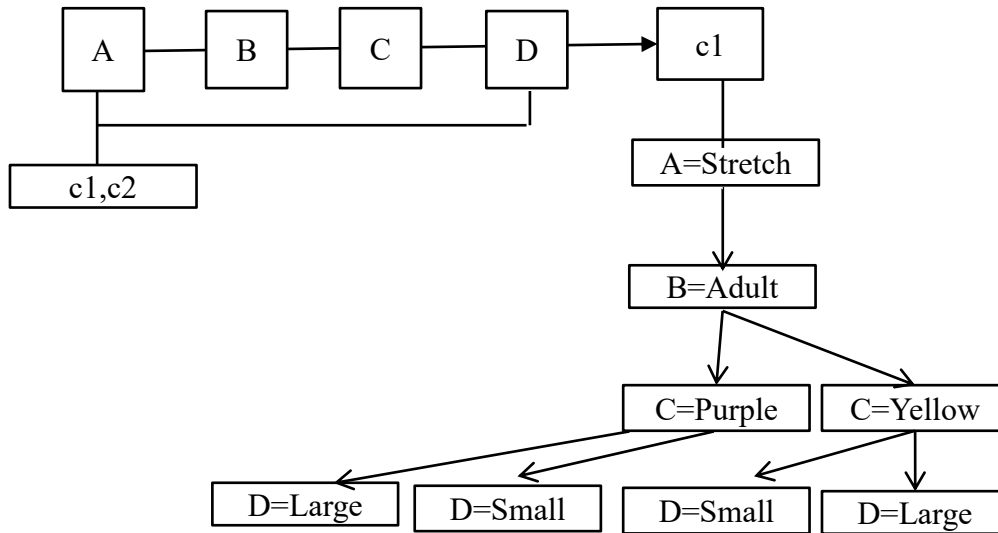 A
B
C
D
c1
A=Stretch
c1,c2
B=Adult
C=Purple
C=Yellow
D=Large
D=Small
D=Small
D=Large